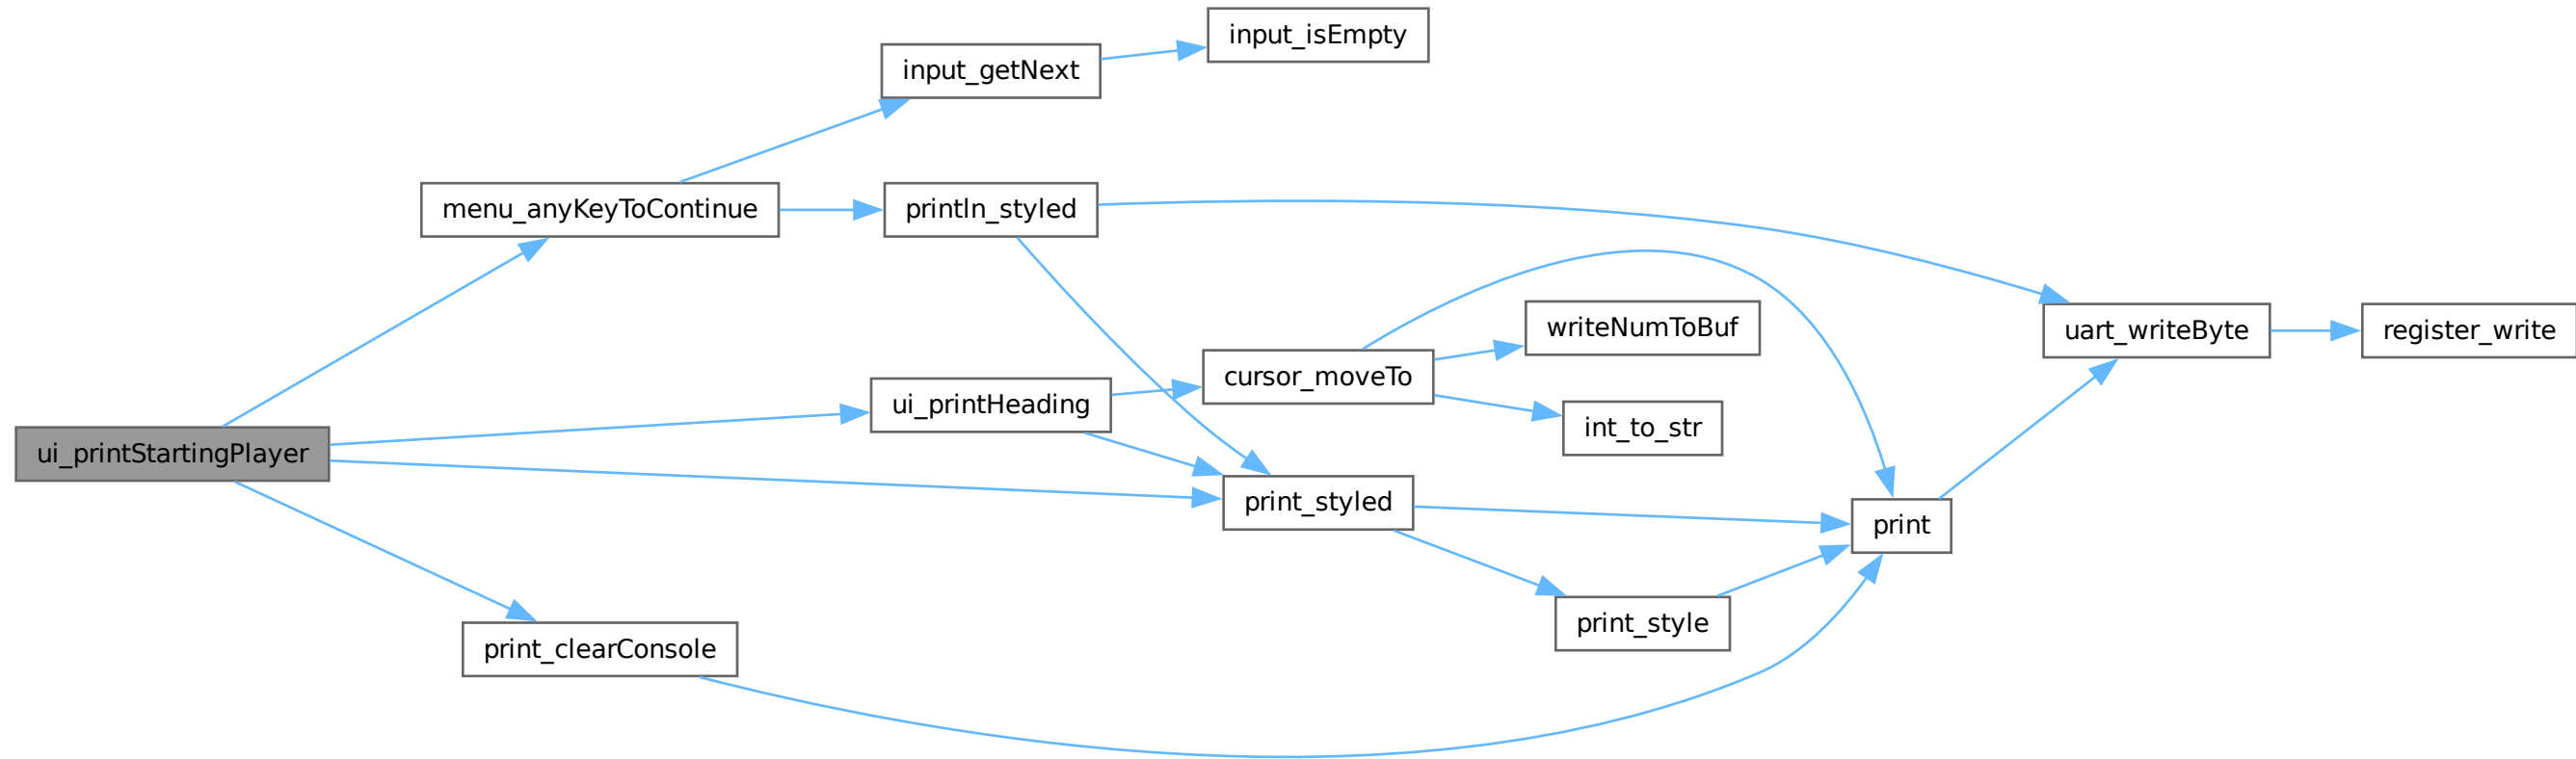 input_isEmpty
input_getNext
menu_anyKeyToContinue
println_styled
writeNumToBuf
uart_writeByte
register_write
cursor_moveTo
ui_printHeading
int_to_str
ui_printStartingPlayer
print_styled
print
print_style
print_clearConsole